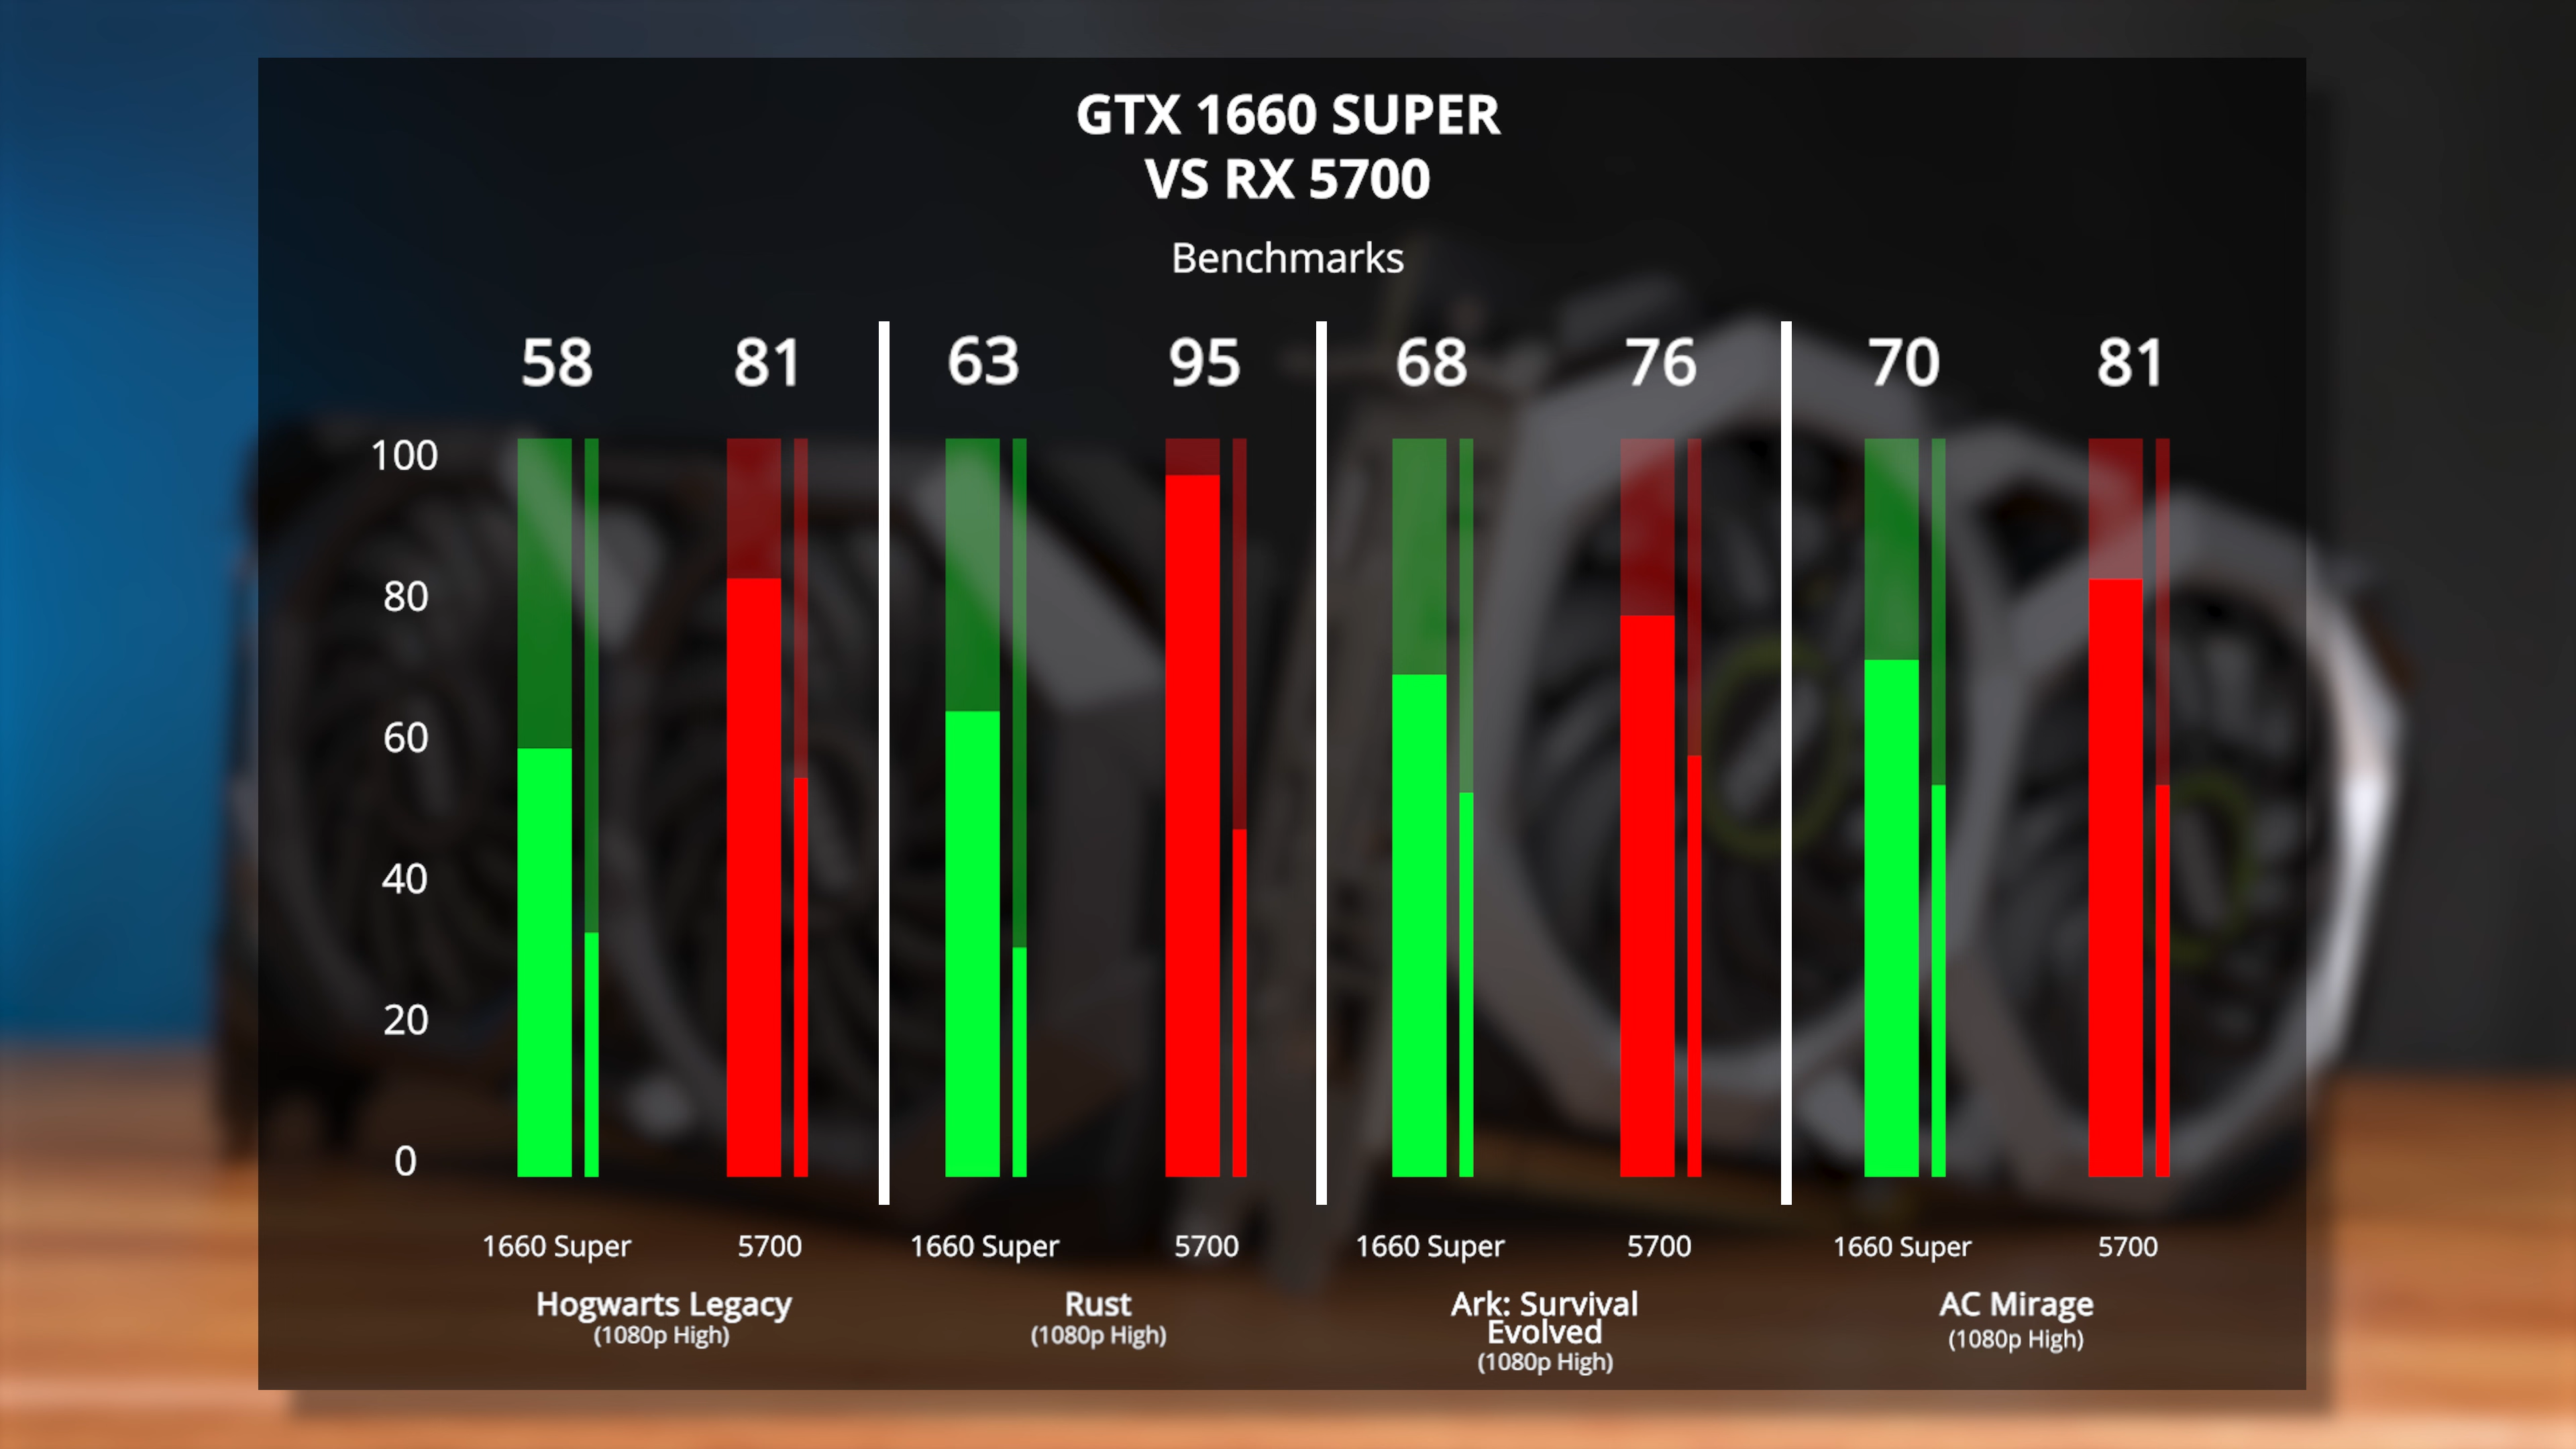 GTX 1660 SUPER
VS RX 5700
Benchmarks
58 81 63 95 68 76 70 81
100
80
60
40
20
0
1660 Super 5700 1660 Super 5700 1660 Super 5700 1660 Super 5700
Hogwarts Legacy
(1080p High)
Rust
(1080p High)
Ark: Survival
Evolved
(1080p High)
AC Mirage
(1080p High)